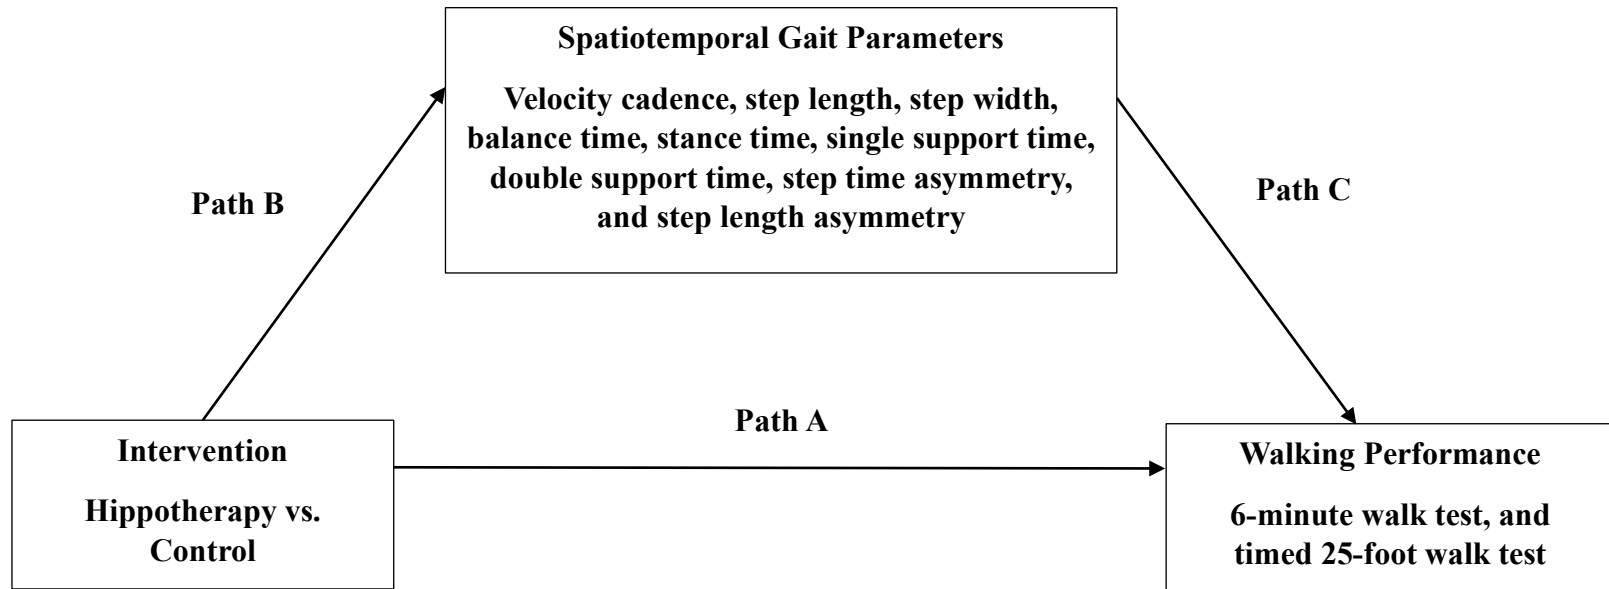 Spatiotemporal Gait Parameters
Velocity cadence, step length, step width,
balance time, stance time, single support time,
double support time, step time asymmetry,
and step length asymmetry
Path B
Path C
Path A
Intervention
Hippotherapy vs.
Control
Walking Performance
6-minute walk test, and
timed 25-foot walk test